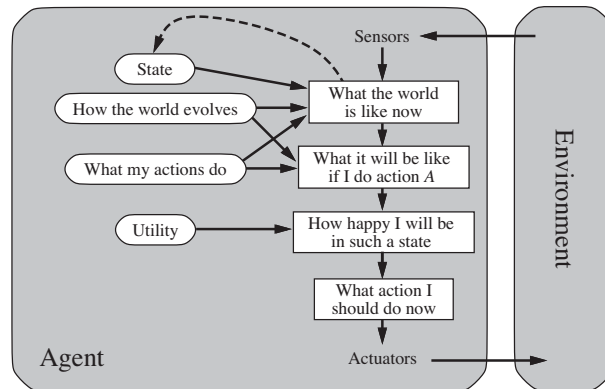 Sensors
State
What the world
is like now
How the world evolves
What my actions do
What it will be like
if I do action A
Utility
How happy I will be
in such a state
What action I
should do now
Agent
Actuators
Environment